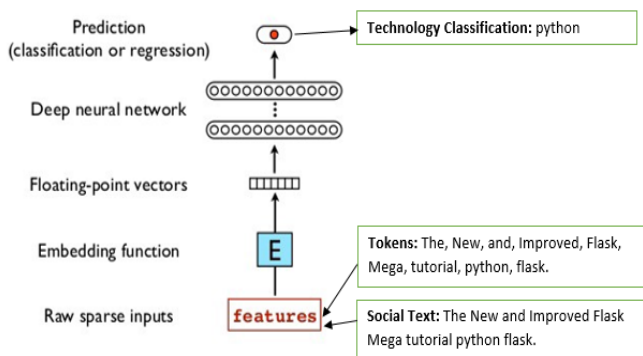 Prediction
(classification or regression)
Technology Classification: python
Deep neural network
Floating-point vectors
Embedding function
E
Tokens: The, New, and, Improved, Flask,
Mega, tutorial, python, flask.
Raw sparse inputs
features
Social Text: The New and Improved Flask
Mega tutorial python flask.